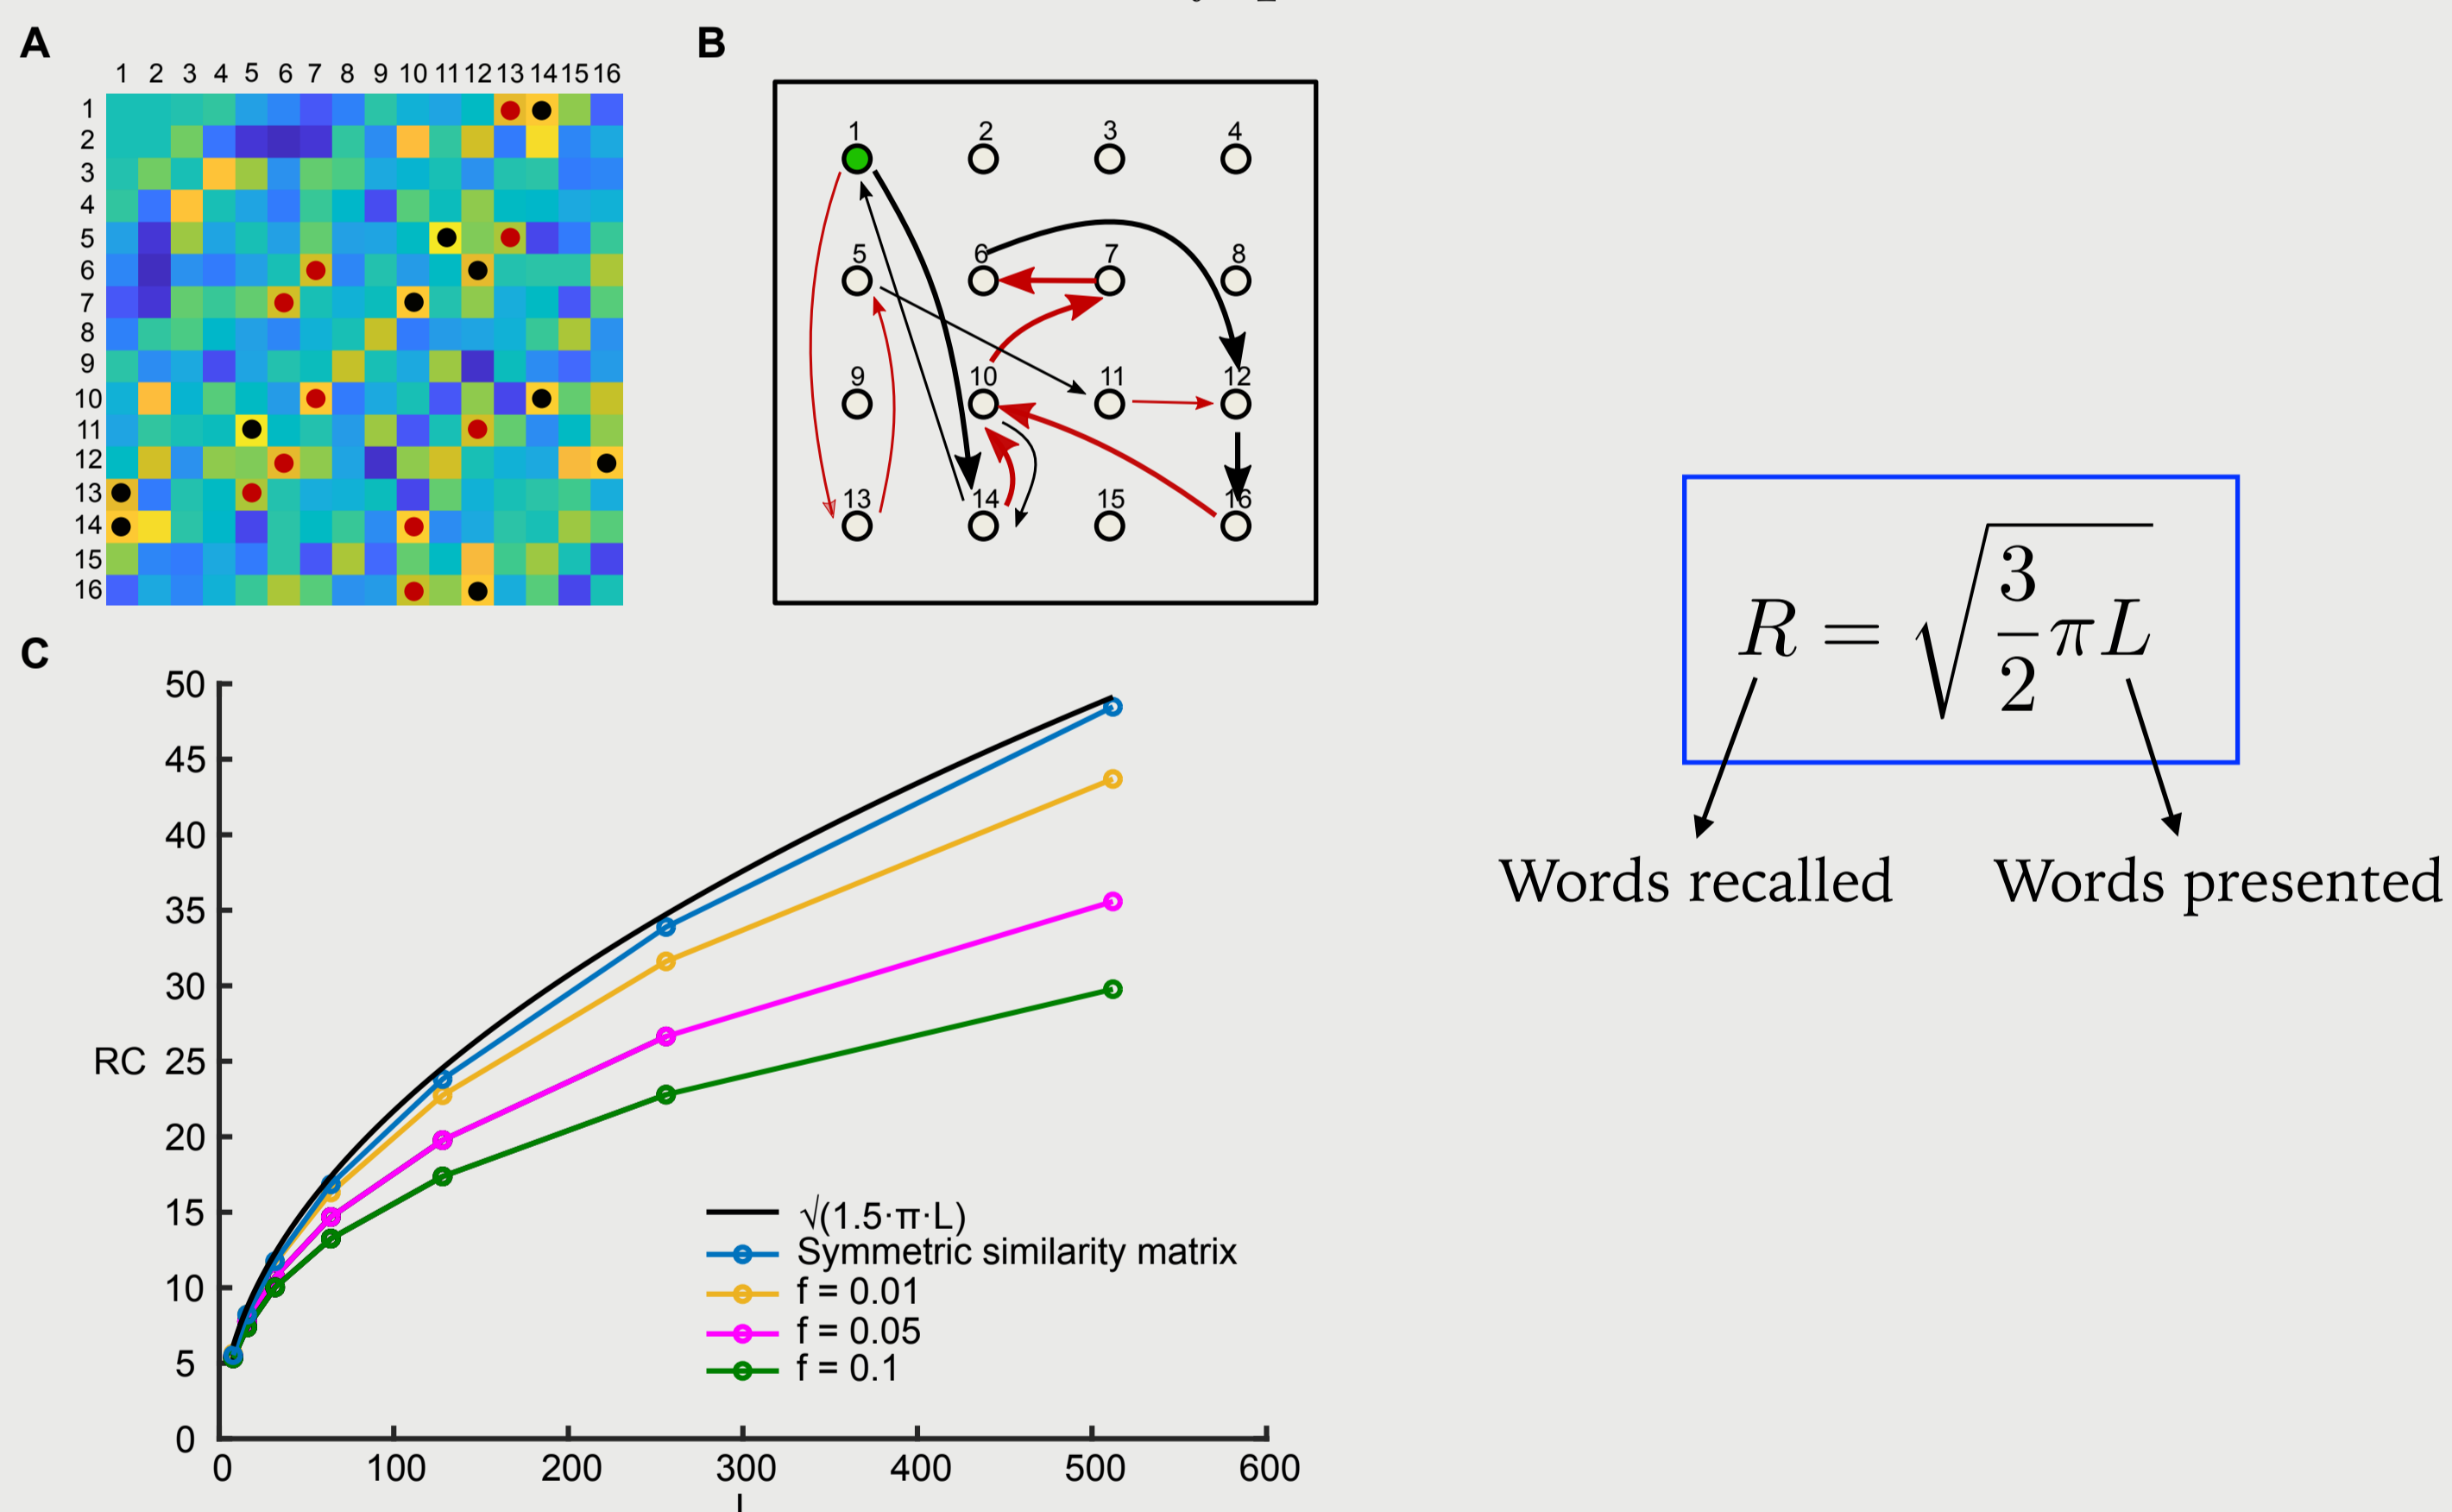 A
1 2 3 4 5 6 7 8 9 10 11 12 13 14 15 16
1
2
3
4
5
6
7
8
9
10
11
12
13
14
15
16
B
1 2 3 4
5 6 7 8
9 10 11 12
13 14 15 16
R = √(3/2 πL)
Words recalled
Words presented
C
50
45
40
35
30
RC 25
20
15
10
5
0
√(1.5·π·L)
Symmetric similarity matrix
f = 0.01
f = 0.05
f = 0.1
0 100 200 300 400 500 600